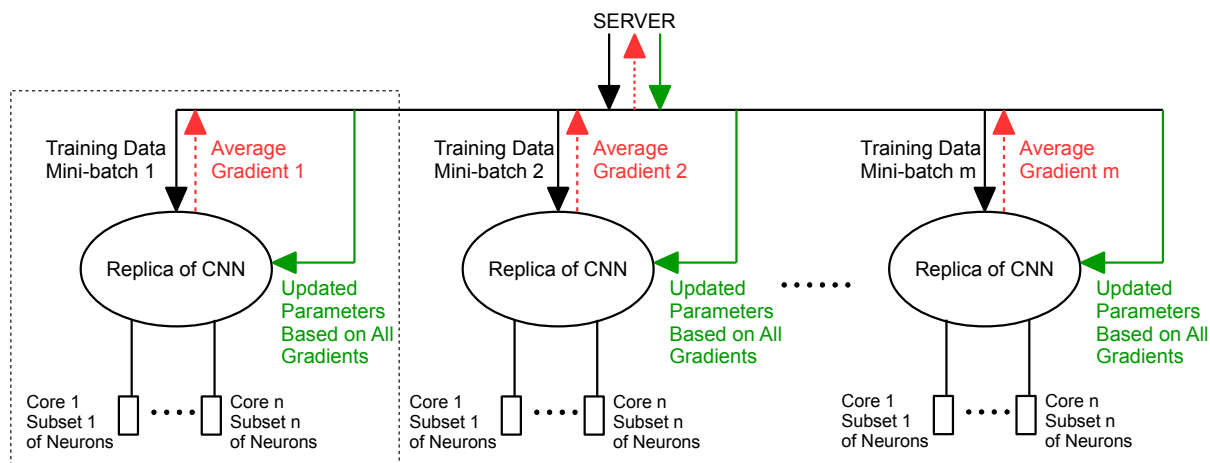 SERVER
Training Data
Mini-batch 1
Average
Gradient 1
Training Data
Mini-batch 2
Average
Gradient 2
Training Data
Mini-batch m
Average
Gradient m
Replica of CNN
Replica of CNN
Replica of CNN
Updated
Parameters
Based on All
Gradients
Updated
Parameters
Based on All
Gradients
Updated
Parameters
Based on All
Gradients
Core 1
Subset 1
of Neurons
Core n
Subset n
of Neurons
Core 1
Subset 1
of Neurons
Core n
Subset n
of Neurons
Core 1
Subset 1
of Neurons
Core n
Subset n
of Neurons